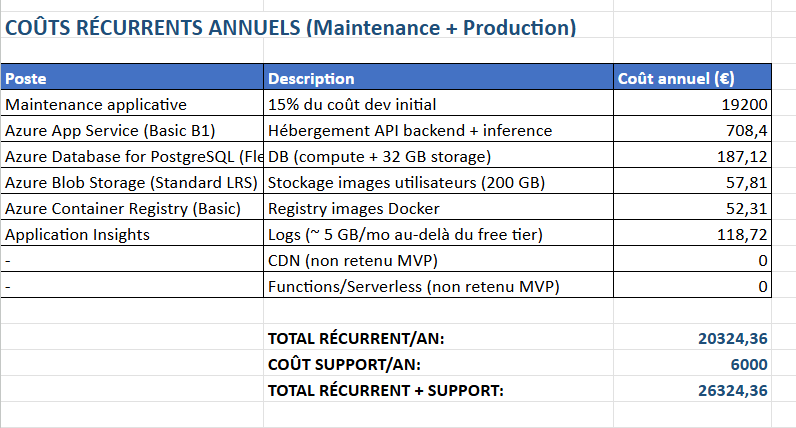 COÛTS RÉCURRENTS ANNUELS (Maintenance + Production)
Poste Description Coût annuel (€)
Maintenance applicative 15% du coût dev initial 19200
Azure App Service (Basic B1) Hébergement API backend + inference 708,4
Azure Database for PostgreSQL (Fle DB (compute + 32 GB storage) 187,12
Azure Blob Storage (Standard LRS) Stockage images utilisateurs (200 GB) 57,81
Azure Container Registry (Basic) Registry images Docker 52,31
Application Insights Logs (~ 5 GB/mo au-delà du free tier) 118,72
- CDN (non retenu MVP) 0
- Functions/Serverless (non retenu MVP) 0
TOTAL RÉCURRENT/AN: 20324,36
COÛT SUPPORT/AN: 6000
TOTAL RÉCURRENT + SUPPORT: 26324,36